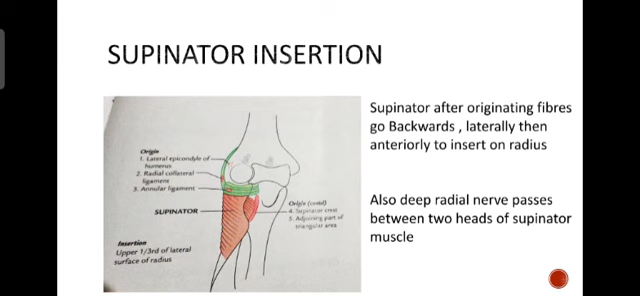 SUPINATOR INSERTION
Supinator after originating fibres
go Backwards , laterally then
anteriorly to insert on radius
Also deep radial nerve passes
between two heads of supinator
muscle
Origin
1. Lateral epicondyle of
humerus
2. Radial collateral
ligament
3. Annular ligament
SUPINATOR
Origin (contd)
4. Supinator crest
5. Adjoining part of
triangular area
Insertion
Upper 1/3rd of lateral
surface of radius